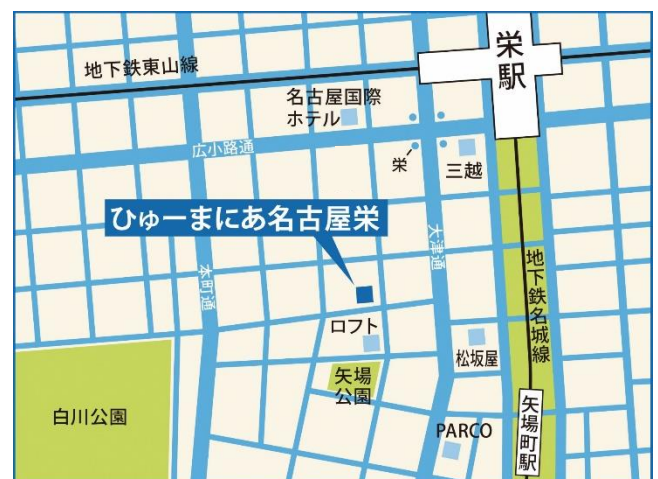 栄駅
地下鉄東山線
名古屋国際
ホテル
広小路通
栄
三越
ひゅーまにあ名古屋栄
大津通
本町通
地下鉄名城線
ロフト
松坂屋
矢場
公園
白川公園
PARCO
矢場町駅